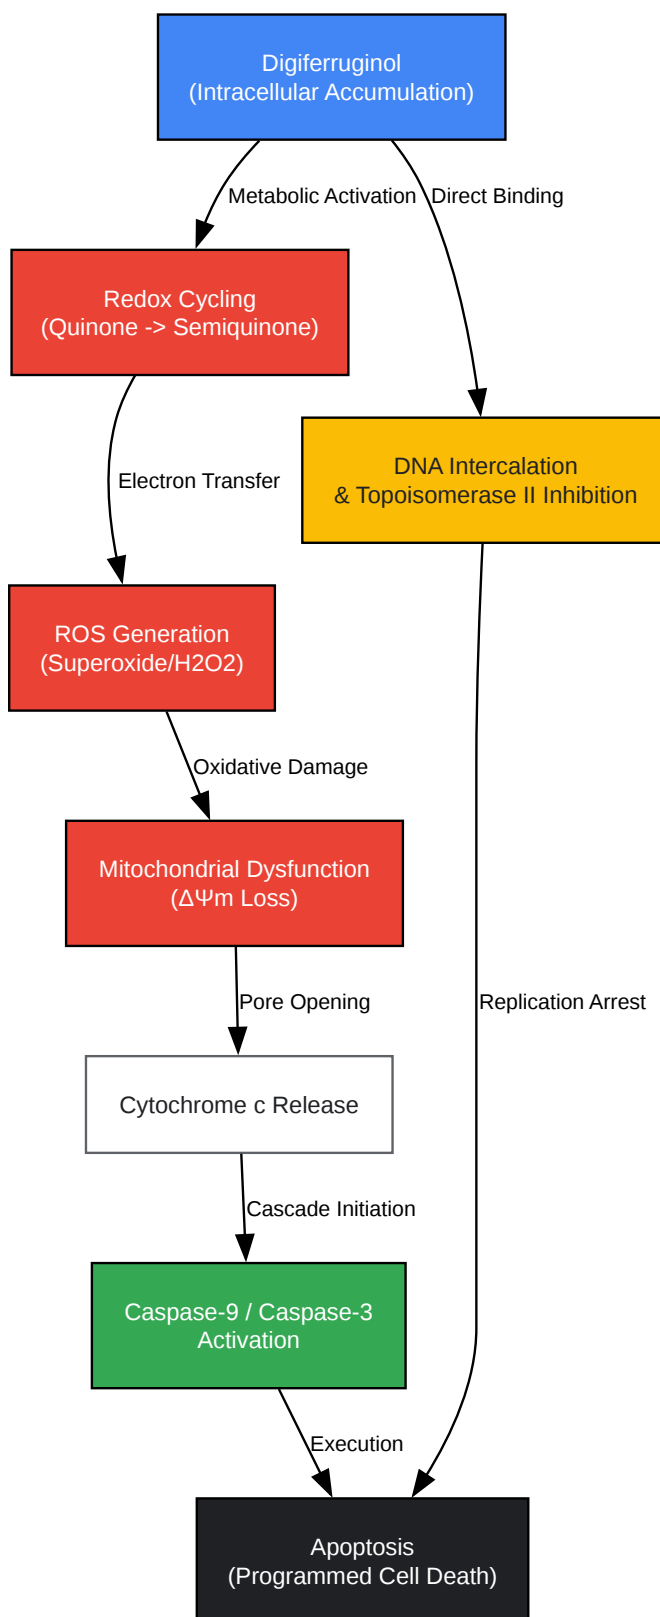 Digiferruginol
(Intracellular Accumulation)
Metabolic Activation
Direct Binding
Redox Cycling
(Quinone -> Semiquinone)
DNA Intercalation
& Topoisomerase II Inhibition
Electron Transfer
ROS Generation
(Superoxide/H2O2)
Oxidative Damage
Mitochondrial Dysfunction
(ΔΨm Loss)
Pore Opening
Replication Arrest
Cytochrome c Release
Cascade Initiation
Caspase-9 / Caspase-3
Activation
Execution
Apoptosis
(Programmed Cell Death)